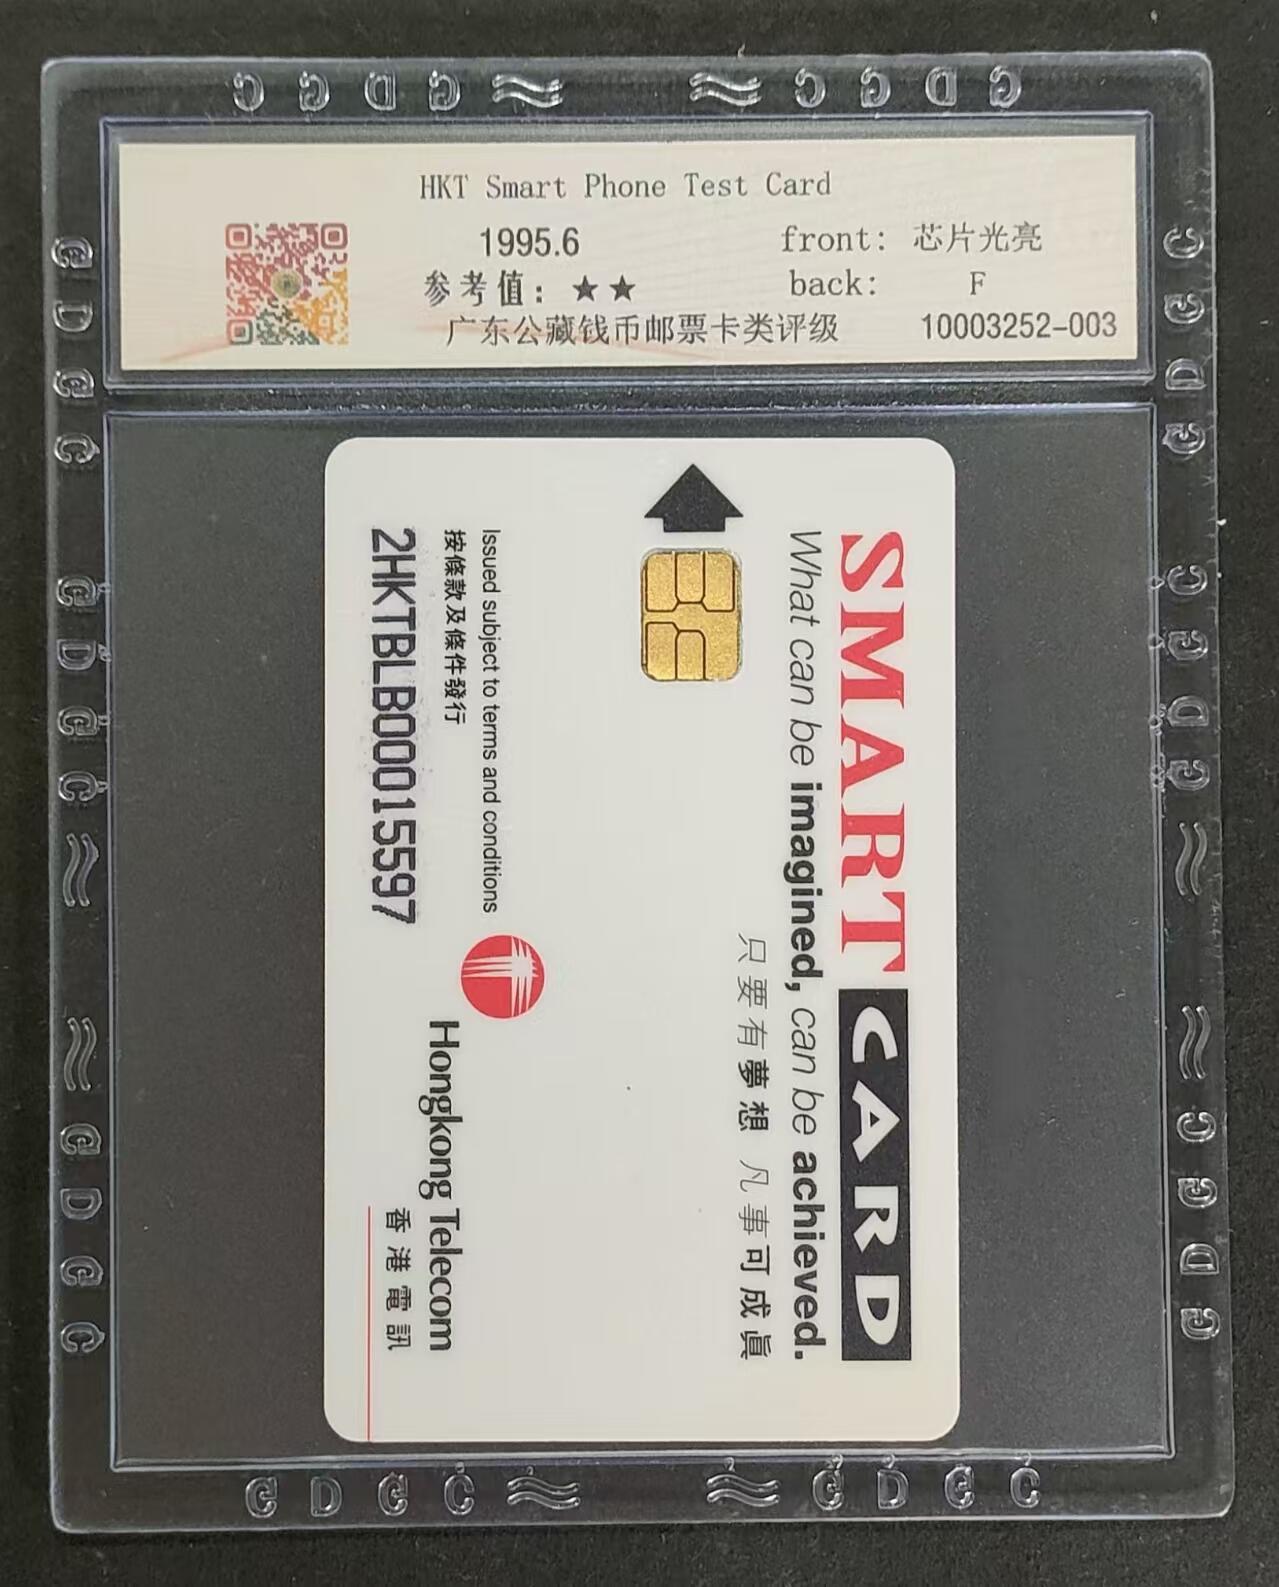 C G D G ≈ ≈ C G D G
HKT Smart Phone Test Card
1995.6
front: 芯片光亮
参考值: ★★
back: F
广东公藏钱币邮票卡类评级
10003252-003
SMART CARD
What can be imagined, can be achieved.
只要有夢想 凡事可成真
Issued subject to terms and conditions
按條款及條件發行
2HKTBLB00015597
Hongkong Telecom
香港電訊
G D G C
G D G C
G D G C
C G D G
C G D G
C G D G
G D G C ≈ ≈ G D G C